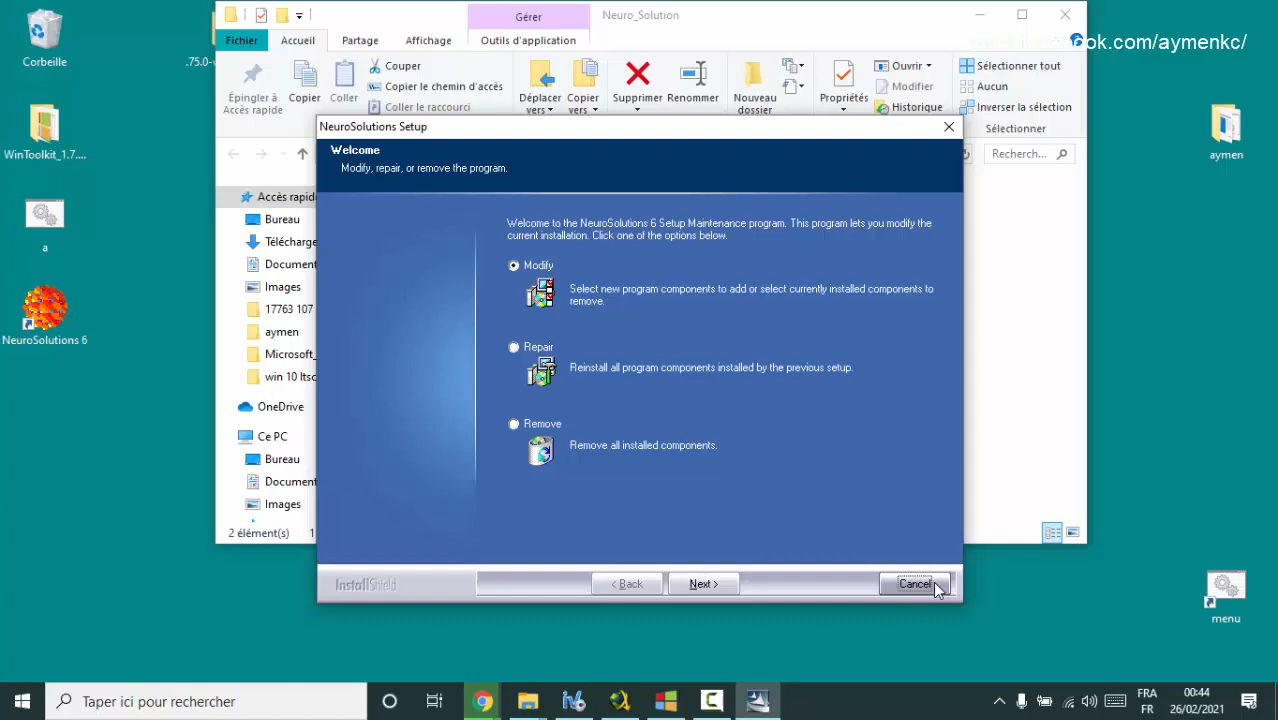 Gérer
Neuro_Solution
Fichier
Accueil
Partage
Affichage
Outils d'application
ok.com/aymenkc/
Épingler à
Accès rapide
Copier
Coller
Couper
Copier le chemin d'accès
Coller le raccourci
Déplacer
vers
Copier
vers
Supprimer
Renommer
Nouveau
dossier
Propriétés
Ouvrir
Modifier
Historique
Sélectionner tout
Aucun
Inverser la sélection
Sélectionner
Recherch...
Corbeille
.75.0-
WinToolkit_1.7....
a
NeuroSolutions 6
aymen
menu
Accès rapide
Bureau
Télécharge
Document
Images
17763 107
aymen
Microsoft_
win 10 ltsc
OneDrive
Ce PC
Bureau
Document
Images
2 élément(s)
1
NeuroSolutions Setup
Welcome
Modify, repair, or remove the program.
Welcome to the NeuroSolutions 6 Setup Maintenance program. This program lets you modify the
current installation. Click one of the options below.
Modify
Select new program components to add or select currently installed components to
remove.
Repair
Reinstall all program components installed by the previous setup.
Remove
Remove all installed components.
InstallShield
< Back
Next >
Cancel
Taper ici pour rechercher
FRA
FR
00:44
26/02/2021